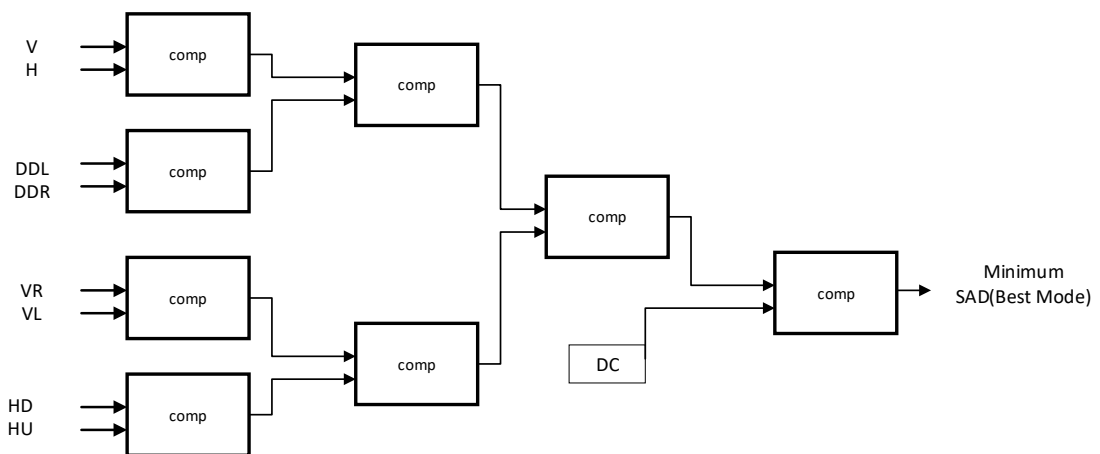 V
H
comp
comp
comp
DDL
DDR
comp
comp
VR
VL
comp
comp
Minimum
SAD(Best Mode)
comp
DC
HD
HU
comp